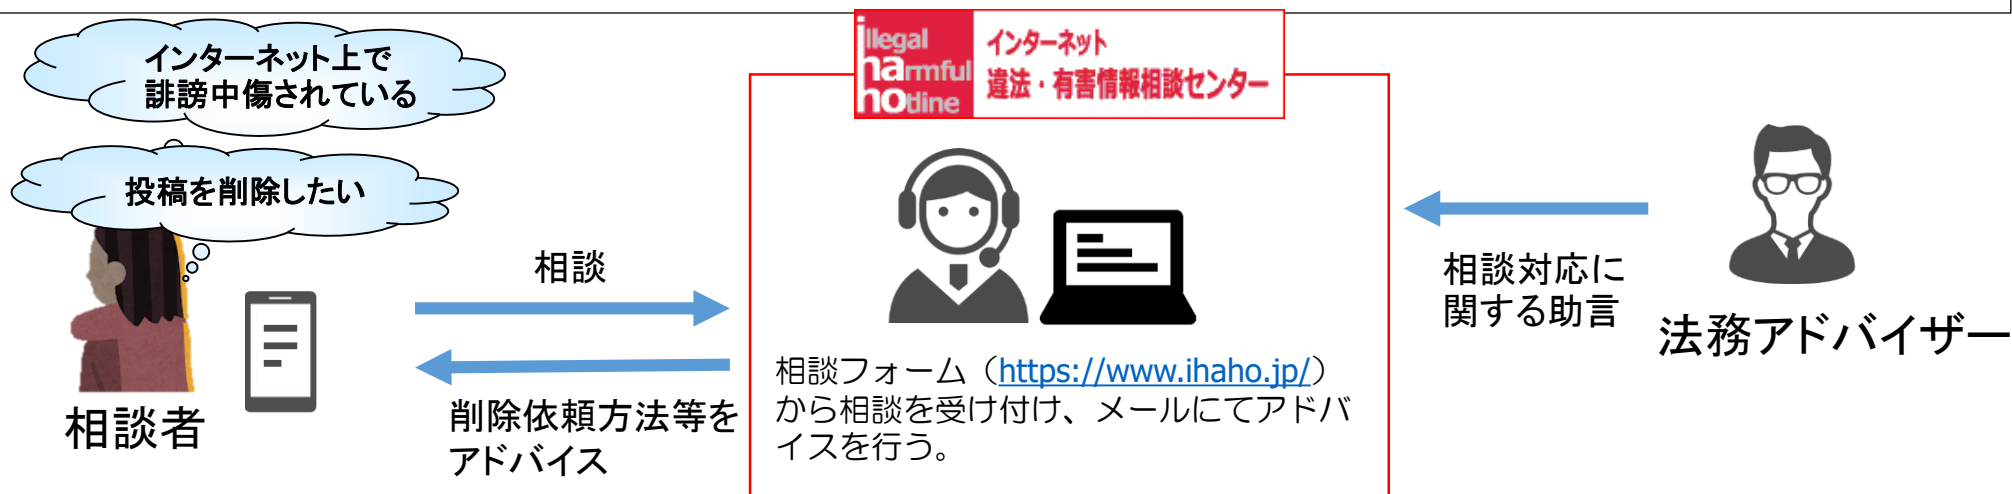 インターネット上で
誹謗中傷されている
投稿を削除したい
相談者
相談
削除依頼方法等を
アドバイス
illegal
harmful
hotline
インターネット
違法・有害情報相談センター
相談フォーム（https://www.ihaho.jp/）
から相談を受け付け、メールにてアドバ
イスを行う。
相談対応に
関する助言
法務アドバイザー